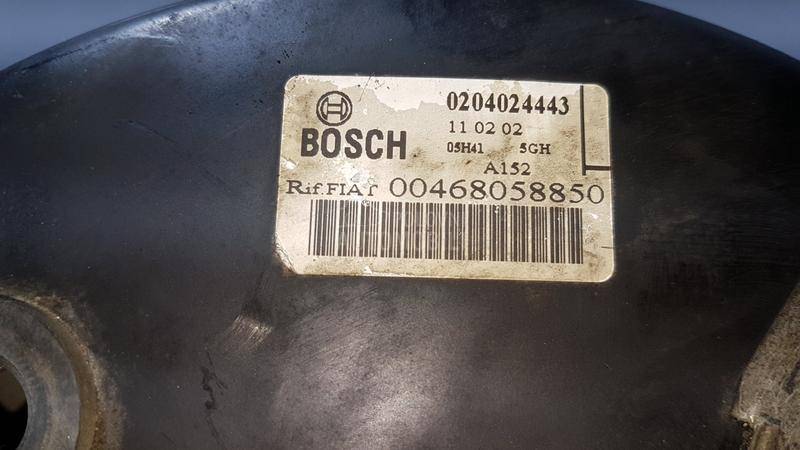 BOSCH
0204024443
11 02 02
05H41 5GH
A152
Rif.FIAT 00468058850